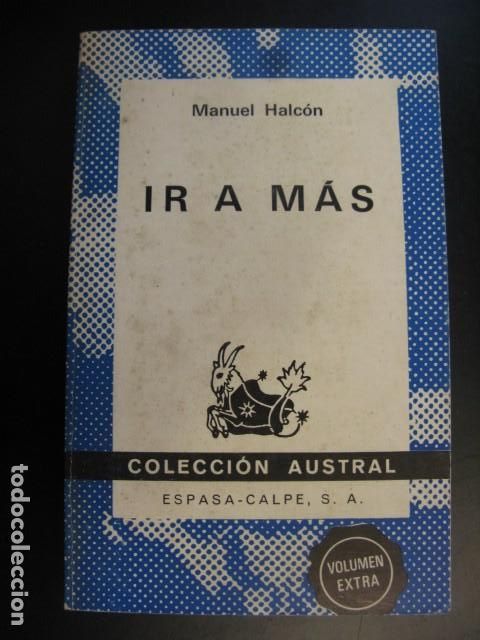 Manuel Halcón
IR A MÁS
COLECCIÓN AUSTRAL
ESPASA-CALPE, S. A.
VOLUMEN
EXTRA
todocoleccion